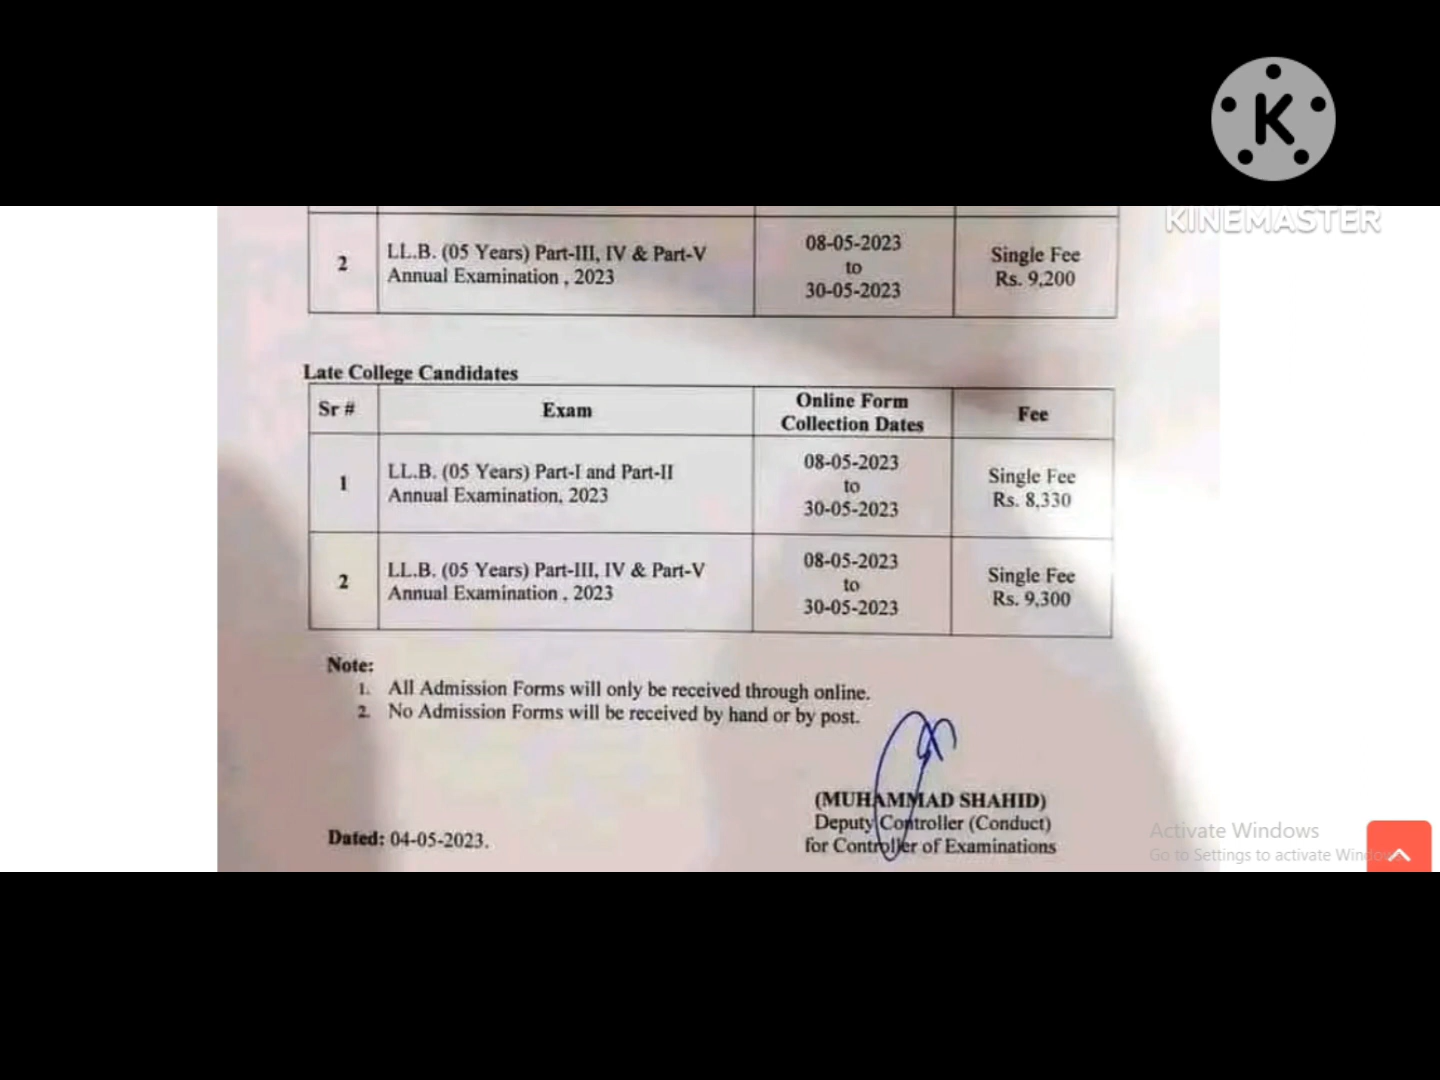 K
KINEMASTER
2
LL.B. (05 Years) Part-III, IV & Part-V
Annual Examination , 2023
08-05-2023
to
30-05-2023
Single Fee
Rs. 9,200
Late College Candidates
Sr #
Exam
Online Form
Collection Dates
Fee
1
LL.B. (05 Years) Part-I and Part-II
Annual Examination, 2023
08-05-2023
to
30-05-2023
Single Fee
Rs. 8,330
2
LL.B. (05 Years) Part-III, IV & Part-V
Annual Examination , 2023
08-05-2023
to
30-05-2023
Single Fee
Rs. 9,300
Note:
1. All Admission Forms will only be received through online.
2. No Admission Forms will be received by hand or by post.
(MUHAMMAD SHAHID)
Deputy Controller (Conduct)
for Controller of Examinations
Dated: 04-05-2023.
Activate Windows
Go to Settings to activate Windows.